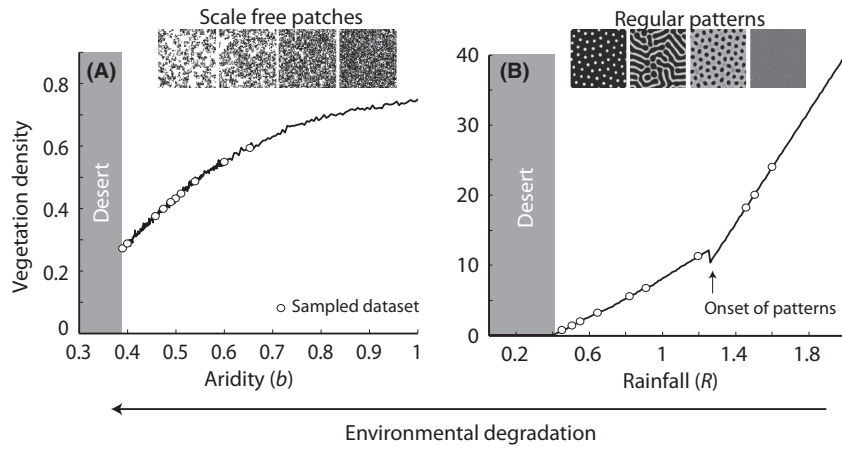 Scale free patches
Regular patterns
(A)
(B)
0.8
0.6
0.4
0.2
0
Vegetation density
Desert
Sampled dataset
0.3 0.4 0.5 0.6 0.7 0.8 0.9 1
Aridity (b)
40
30
20
10
0
Desert
Onset of patterns
0.2 0.6 1 1.4 1.8
Rainfall (R)
Environmental degradation